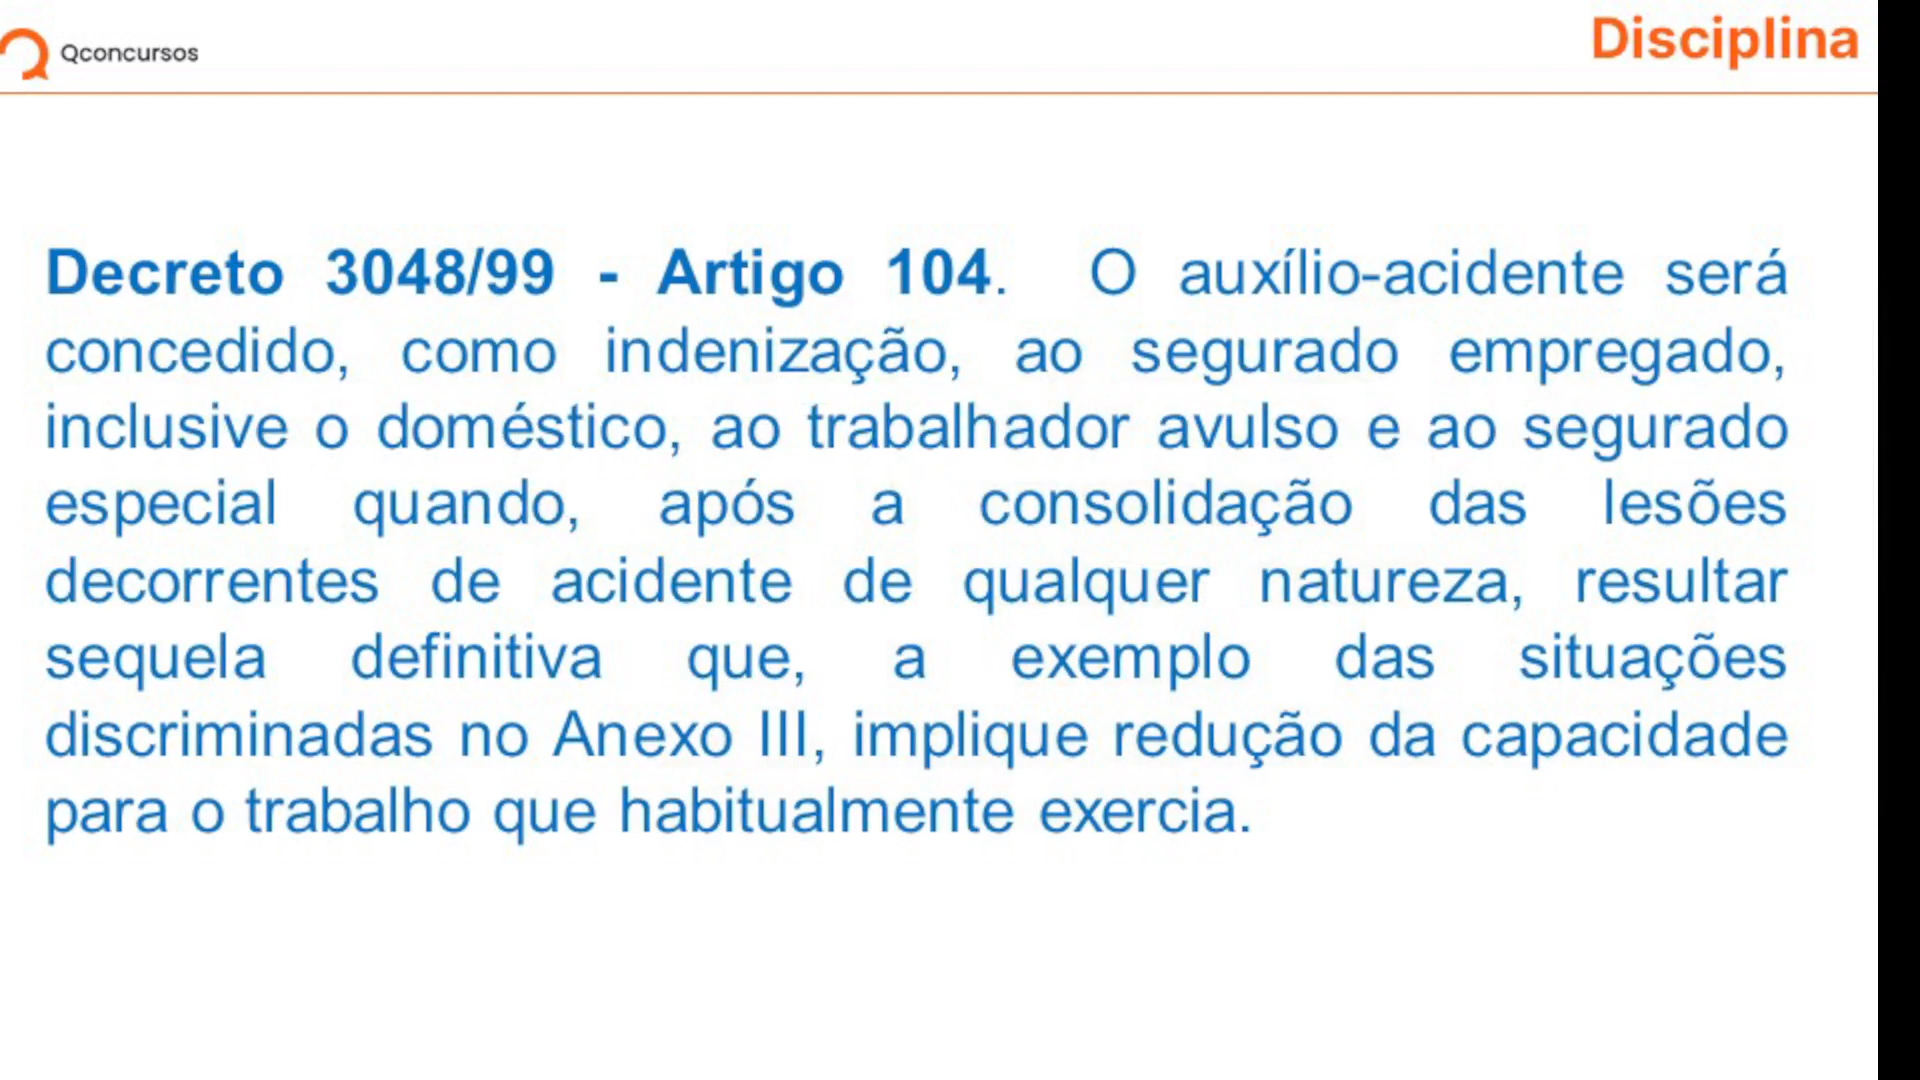 Qconcursos
Disciplina
Decreto 3048/99 - Artigo 104. O auxílio-acidente será
concedido, como indenização, ao segurado empregado,
inclusive o doméstico, ao trabalhador avulso e ao segurado
especial quando, após a consolidação das lesões
decorrentes de acidente de qualquer natureza, resultar
sequela definitiva que, a exemplo das situações
discriminadas no Anexo III, implique redução da capacidade
para o trabalho que habitualmente exercia.